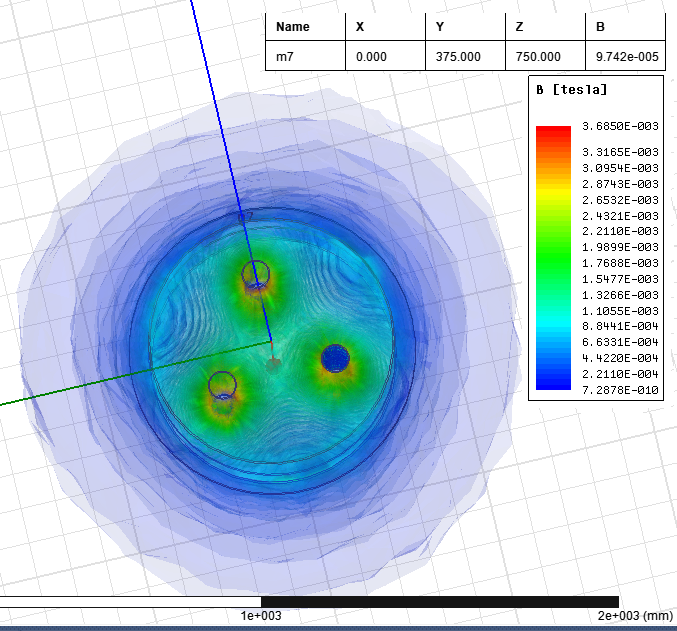 Name X Y Z B
m7 0.000 375.000 750.000 9.742e-005
B [tesla]
3.6850E-003
3.3165E-003
3.0954E-003
2.8743E-003
2.6532E-003
2.4321E-003
2.2110E-003
1.9899E-003
1.7688E-003
1.5477E-003
1.3266E-003
1.1055E-003
8.8441E-004
6.6331E-004
4.4220E-004
2.2110E-004
7.2878E-010
1e+003 2e+003 (mm)